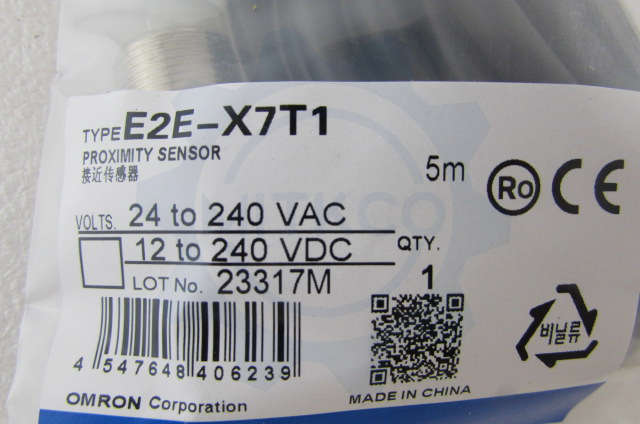 TYPE E2E-X7T1
PROXIMITY SENSOR
接近传感器
5m
Ro CE
VOLTS. 24 to 240 VAC
12 to 240 VDC
QTY.
LOT No. 23317M
1
4 547648 406239
비닐류
OMRON Corporation
MADE IN CHINA